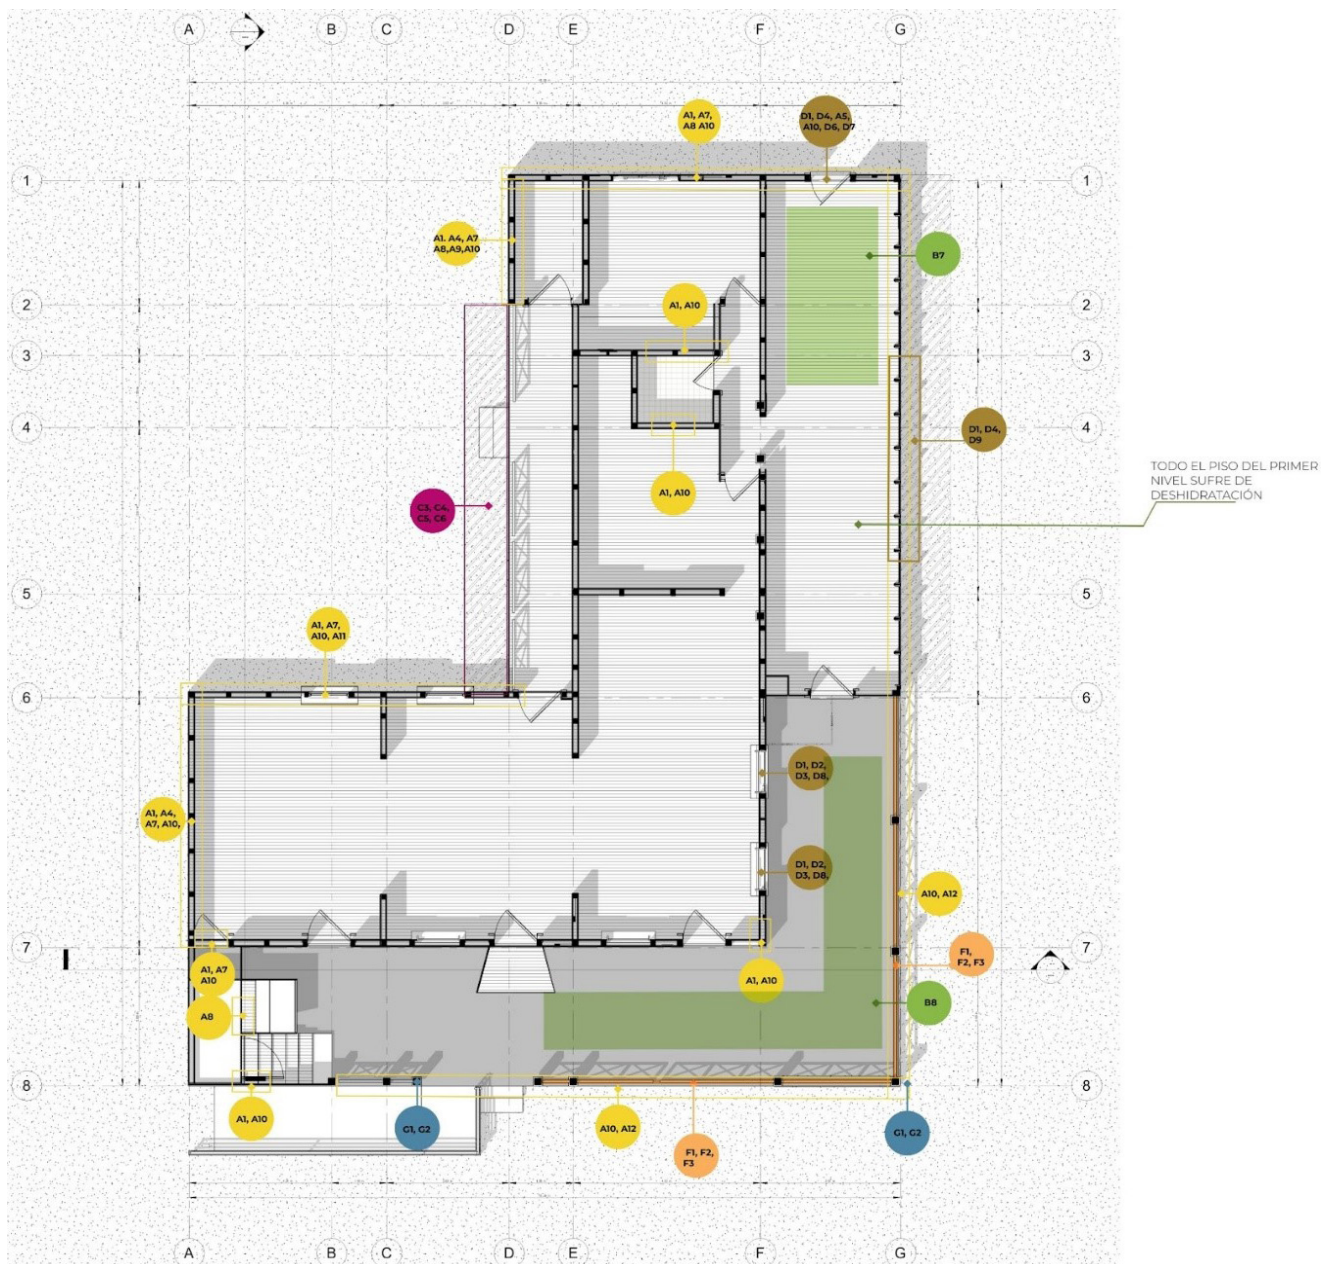 A
B
C
D
E
F
G
A1, A7,
A8 A10
D1, D4, A5,
A10, D6, D7
1
1
A1. A4, A7
A8,A9,A10
B7
2
A1, A10
2
3
3
4
D1, D4,
D9
4
TODO EL PISO DEL PRIMER
NIVEL SUFRE DE
DESHIDRATACIÓN
A1, A10
C3, C4,
C5, C6
5
5
A1, A7,
A10, A11
6
6
D1, D2,
D3, D8,
A1, A4,
A7, A10,
D1, D2,
D3, D8,
A10, A12
7
7
F1,
F2, F3
A1, A7
A10
A1, A10
A8
B8
8
8
A1, A10
G1, G2
A10, A12
F1, F2,
F3
G1, G2
A
B
C
D
E
F
G